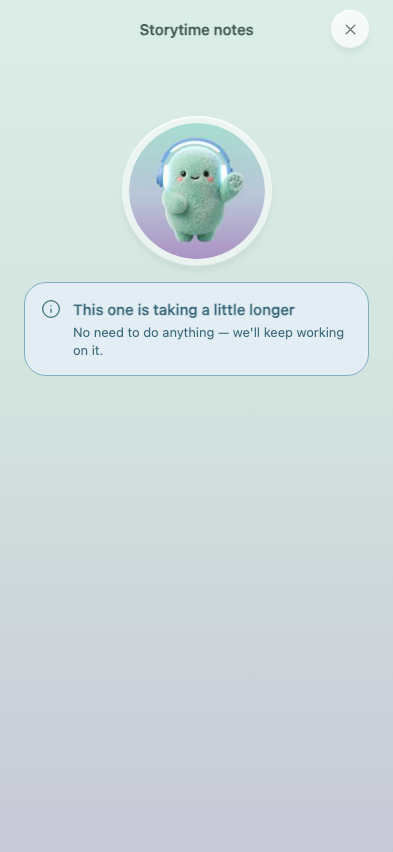 Storytime notes
This one is taking a little longer
No need to do anything — we'll keep working
on it.